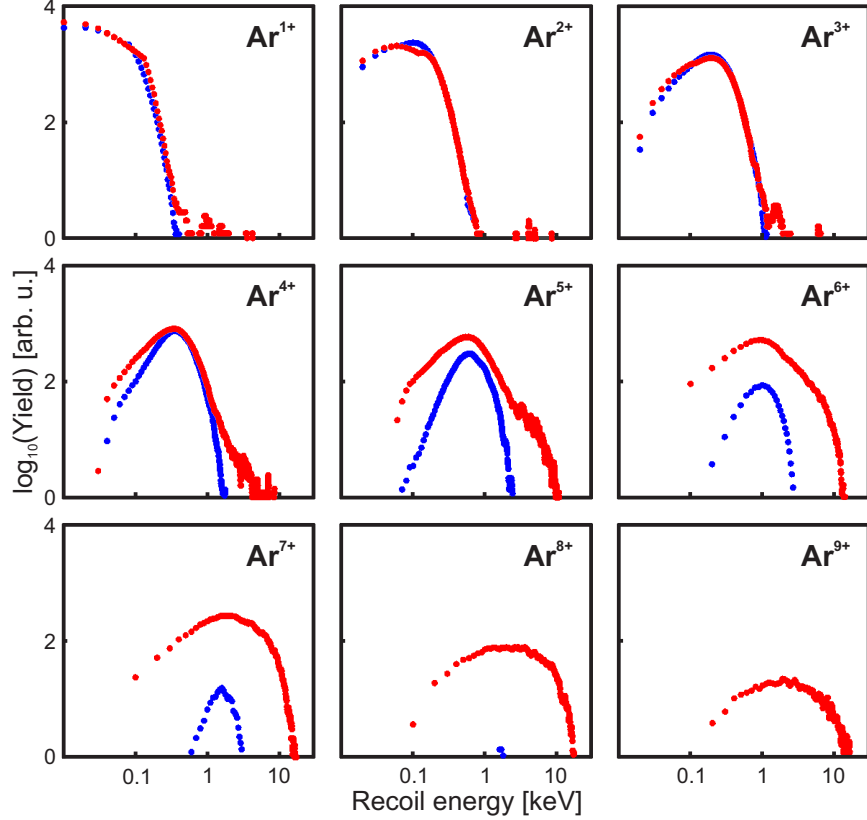 4
Ar1+
Ar2+
Ar3+
2
0
4
Ar4+
Ar5+
Ar6+
2
0
4
Ar7+
Ar8+
Ar9+
2
0
0.1 1 10 0.1 1 10 0.1 1 10
Recoil energy [keV]
log10(Yield) [arb. u.]